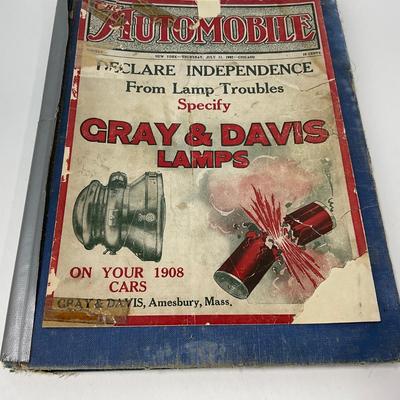 The
AUTOMOBILE
NEW YORK—THURSDAY, JULY 11, 1907—CHICAGO
10 CENTS
DECLARE INDEPENDENCE
From Lamp Troubles
Specify
GRAY & DAVIS
LAMPS
ON YOUR 1908
CARS
GRAY & DAVIS, Amesbury, Mass.